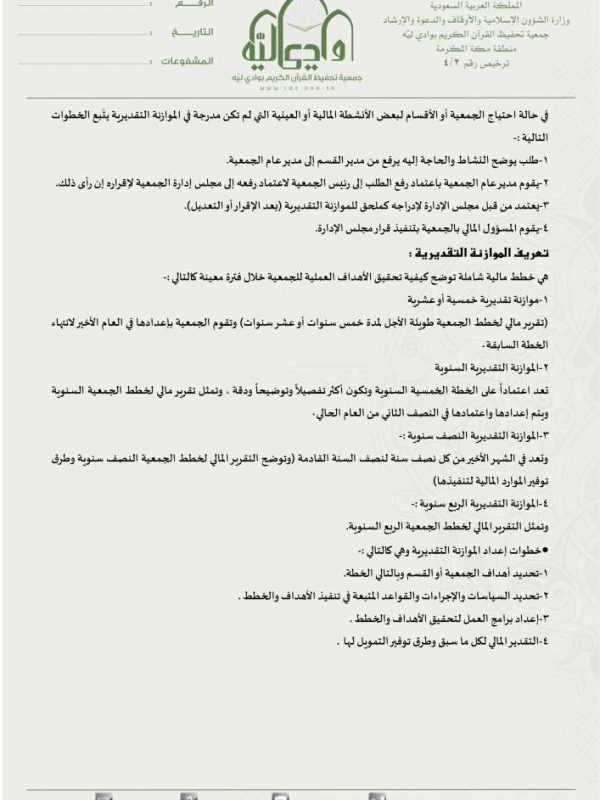 المملكة العربية السعودية
وزارة الشؤون الإسلامية والأوقاف والدعوة والإرشاد
جمعية تحفيظ القرآن الكريم بوادي ليّه
منطقة مكة المكرمة
ترخيص رقم ٤/٢
وادي ليّه
جمعية تحفيظ القرآن الكريم بوادي ليّه
WWW.LQE.ORG.SR
الرقم :
التاريخ :
المشفوعات :
في حالة احتياج الجمعية أو الأقسام لبعض الأنشطة المالية أو العينية التي لم تكن مدرجة في الموازنة التقديرية يتّبع الخطوات
التالية :-
١-طلب يوضح النشاط والحاجة إليه يرفع من مدير القسم إلى مدير عام الجمعية.
٢-يقوم مدير عام الجمعية باعتماد رفع الطلب إلى رئيس الجمعية لاعتماد رفعه إلى مجلس إدارة الجمعية لإقراره إن رأى ذلك.
٣-يعتمد من قبل مجلس الإدارة لإدراجه كملحق للموازنة التقديرية (بعد الإقرار أو التعديل).
٤-يقوم المسؤول المالي بالجمعية بتنفيذ قرار مجلس الإدارة.
تعريف الموازنة التقديرية :
هي خطط مالية شاملة توضح كيفية تحقيق الأهداف العملية للجمعية خلال فترة معينة كالتالي :-
١-موازنة تقديرية خمسية أو عشرية
(تقرير مالي لخطط الجمعية طويلة الأجل لمدة خمس سنوات أو عشر سنوات) وتقوم الجمعية بإعدادها في العام الأخير لانتهاء
الخطة السابقة.
٢-الموازنة التقديرية السنوية
تعد اعتماداً على الخطة الخمسية السنوية وتكون أكثر تفصيلاً وتوضيحاً ودقة ، وتمثل تقرير مالي لخطط الجمعية السنوية
ويتم إعدادها واعتمادها في النصف الثاني من العام الحالي.
٣-الموازنة التقديرية النصف سنوية :-
وتعد في الشهر الأخير من كل نصف سنة لنصف السنة القادمة (وتوضح التقرير المالي لخطط الجمعية النصف سنوية وطرق
توفير الموارد المالية لتنفيذها)
٤-الموازنة التقديرية الربع سنوية :-
وتمثل التقرير المالي لخطط الجمعية الربع السنوية.
● خطوات إعداد الموازنة التقديرية وهي كالتالي :-
١-تحديد أهداف الجمعية أو القسم وبالتالي الخطة.
٢-تحديد السياسات والإجراءات والقواعد المتبعة في تنفيذ الأهداف والخطط .
٣-إعداد برامج العمل لتحقيق الأهداف والخطط .
٤-التقدير المالي لكل ما سبق وطرق توفير التمويل لها .